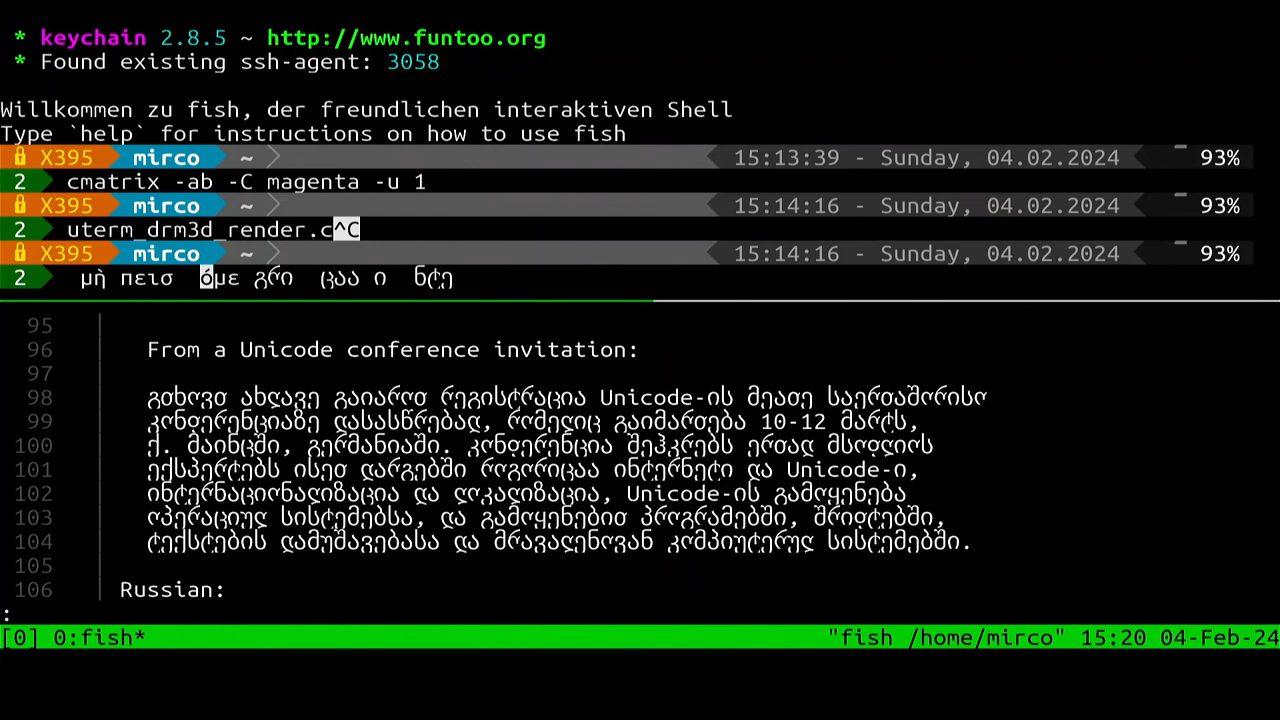 * keychain 2.8.5 ~ http://www.funtoo.org
* Found existing ssh-agent: 3058
Willkommen zu fish, der freundlichen interaktiven Shell
Type `help` for instructions on how to use fish
X395 mirco ~ 15:13:39 - Sunday, 04.02.2024 93%
2 cmatrix -ab -C magenta -u 1
X395 mirco ~ 15:14:16 - Sunday, 04.02.2024 93%
2 uterm_drm3d_render.c^C
X395 mirco ~ 15:14:16 - Sunday, 04.02.2024 93%
2 μὴ πεισ όμε გრი ცაა ი ნტე
95
96 From a Unicode conference invitation:
97
98 გთხოვთ ახლავე გაიაროთ რეგისტრაცია Unicode-ის მეათე საერთაშორისო
99 კონფერენციაზე დასასწრებად, რომელიც გაიმართება 10-12 მარტს,
100 ქ. მაინცში, გერმანიაში. კონფერენცია შეჰკრებს ერთად მსოფლიოს
101 ექსპერტებს ისეთ დარგებში როგორიცაა ინტერნეტი და Unicode-ი,
102 ინტერნაციონალიზაცია და ლოკალიზაცია, Unicode-ის გამოყენება
103 ოპერაციულ სისტემებსა, და გამოყენებით პროგრამებში, შრიფტებში,
104 ტექსტების დამუშავებასა და მრავალენოვან კომპიუტერულ სისტემებში.
105
106 Russian:
:
[0] 0:fish* "fish /home/mirco" 15:20 04-Feb-24